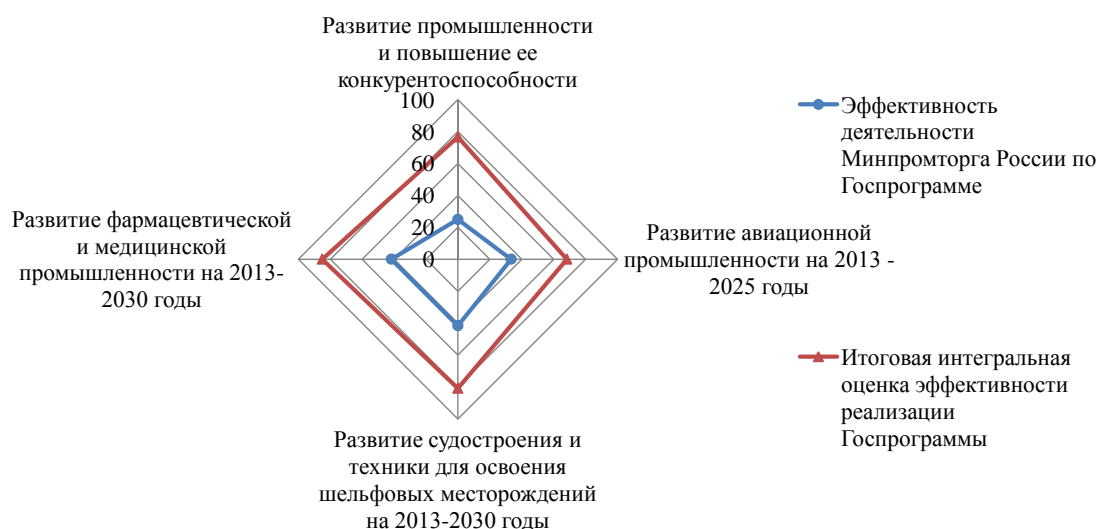 Развитие промышленности
и повышение ее
конкурентоспособности
100
80
60
40
20
0
Развитие авиационной
промышленности на 2013 -
2025 годы
Развитие судостроения и
техники для освоения
шельфовых месторождений
на 2013-2030 годы
Развитие фармацевтической
и медицинской
промышленности на 2013-
2030 годы
Эффективность
деятельности
Минпромторга России по
Госпрограмме
Итоговая интегральная
оценка эффективности
реализации
Госпрограммы